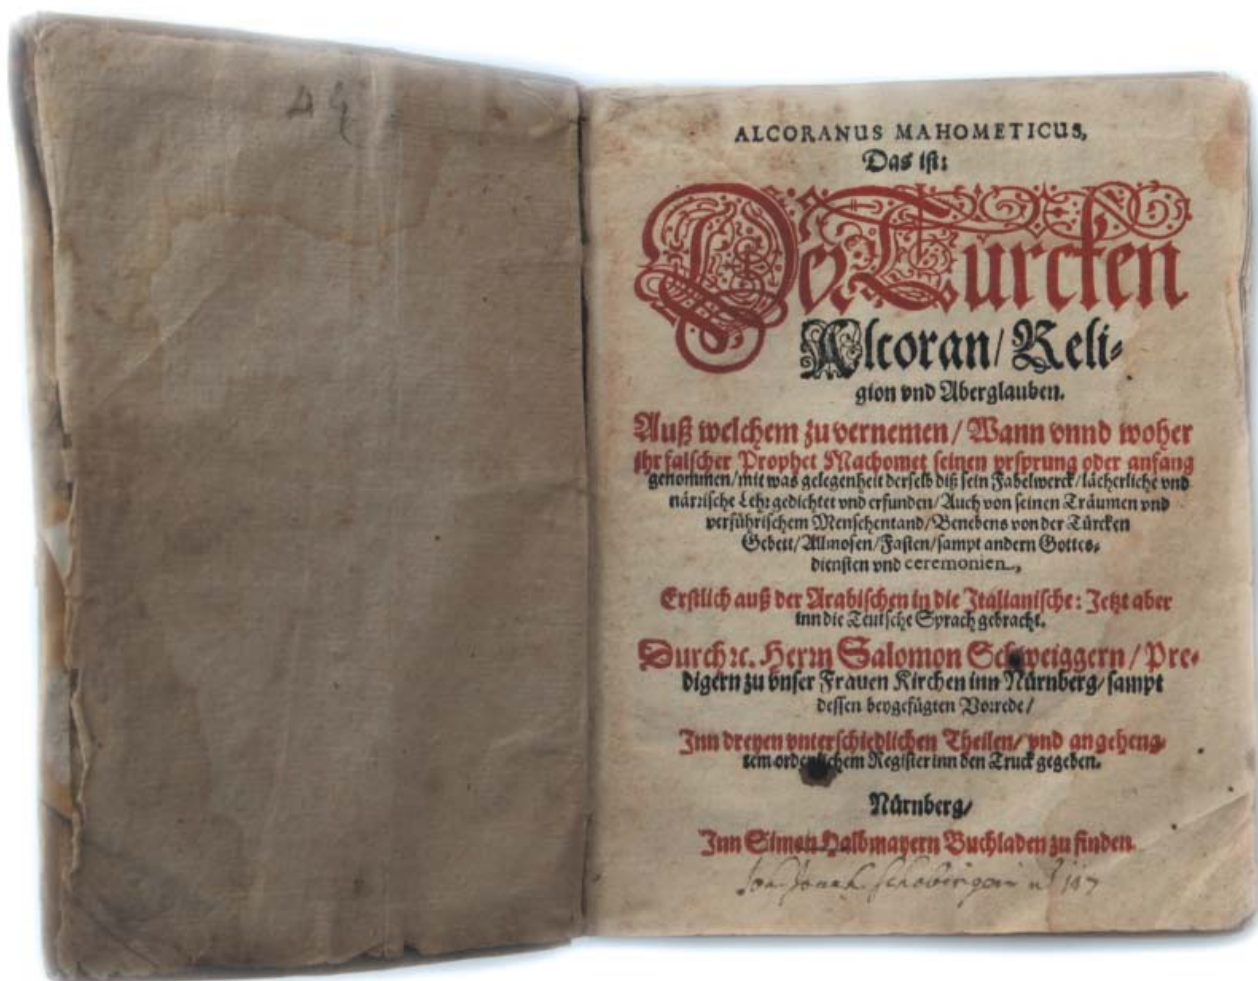 ALCORANUS MAHOMETICUS,
Das ist:
Der Turcken
Alcoran/ Reli-
gion vnd Aberglauben.
Auß welchem zu vernemen/ Wann vnnd woher
ihr falscher Prophet Machomet seinen vrsprung oder anfang
genommen/ mit was gelegenheit derselb diß sein Fabelwerck/ lächerliche vnd
närrische Lehr gedichtet vnd erfunden/ Auch von seinen Träumen vnd
verführischem Menschentand/ Benebens von der Türcken
Gebett/ Allmosen/ Fasten/ sampt andern Gottes-
diensten vnd ceremonien.
Erstlich auß der Arabischen in die Italianische: Jetzt aber
inn die Teutsche Sprach gebracht.
Durch ꝛc. Herrn Salomon Schweiggern/ Pre-
digern zu vnser Frauen Kirchen inn Nürnberg/ sampt
dessen beygefügten Vorrede/
Inn dreyen vnterschiedlichen Theilen/ vnd angeheng-
tem ordenlichem Register inn den Truck gegeben.
Nürnberg/
Inn Simon Halbmayern Buchladen zu finden.